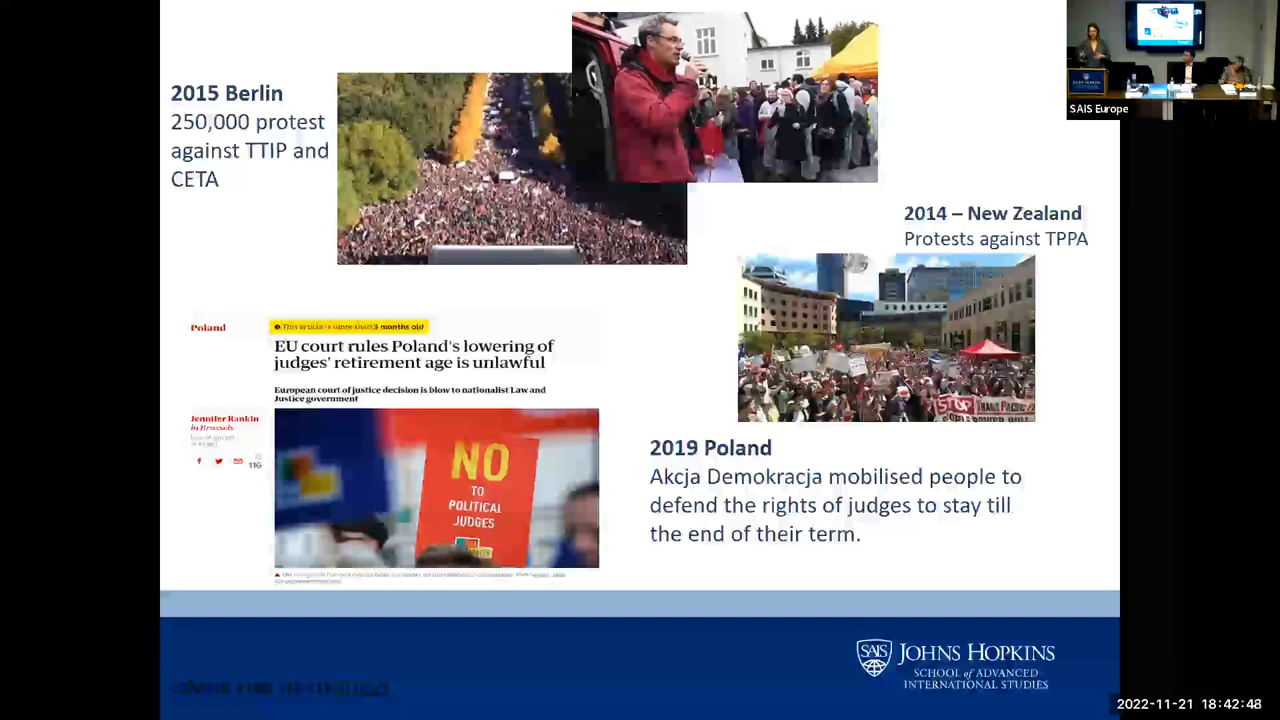 2015 Berlin
250,000 protest
against TTIP and
CETA
SAIS Europe
2014 – New Zealand
Protests against TPPA
STOP TRANS PACIFIC
Poland
This article is more than 3 months old
EU court rules Poland's lowering of
judges' retirement age is unlawful
European court of justice decision is blow to nationalist Law and
Justice government
Jennifer Rankin
in Brussels
116
NO
TO
POLITICAL
JUDGES
2019 Poland
Akcja Demokracja mobilised people to
defend the rights of judges to stay till
the end of their term.
SAIS
JOHNS HOPKINS
SCHOOL of ADVANCED
INTERNATIONAL STUDIES
2022-11-21 18:42:48